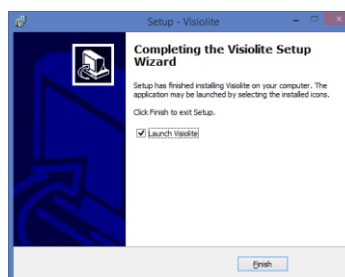 Setup - Visiolite
Completing the Visiolite Setup
Wizard
Setup has finished installing Visiolite on your computer. The
application may be launched by selecting the installed icons.
Click Finish to exit Setup.
Launch Visiolite
Finish